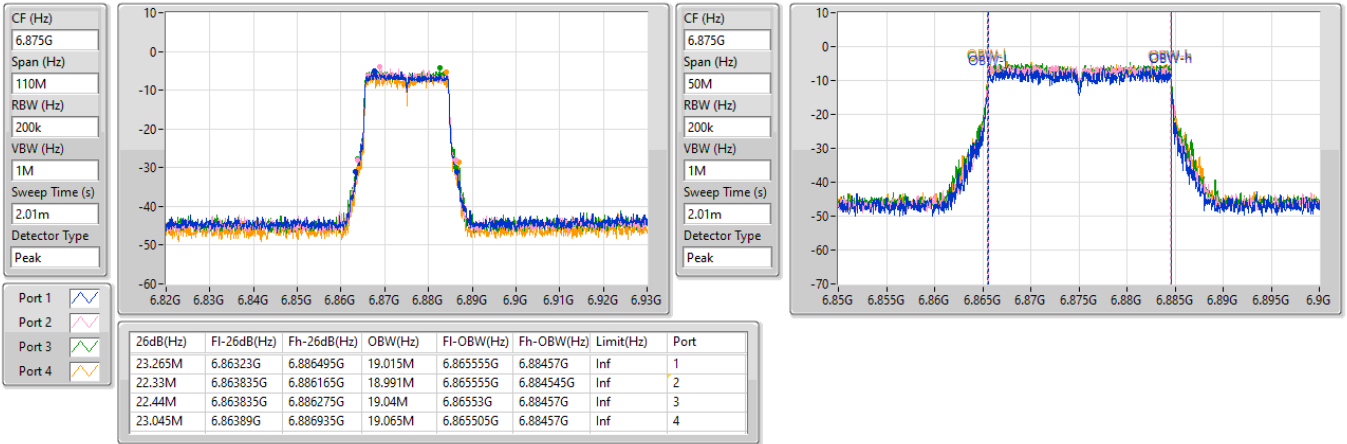 CF (Hz)
6.875G
Span (Hz)
110M
RBW (Hz)
200k
VBW (Hz)
1M
Sweep Time (s)
2.01m
Detector Type
Peak
10-
0-
-10-
-20-
-30-
-40-
-50-
-60-
6.82G 6.83G 6.84G 6.85G 6.86G 6.87G 6.88G 6.89G 6.9G 6.91G 6.92G 6.93G
CF (Hz)
6.875G
Span (Hz)
50M
RBW (Hz)
200k
VBW (Hz)
1M
Sweep Time (s)
2.01m
Detector Type
Peak
10-
0-
-10-
-20-
-30-
-40-
-50-
-60-
-70-
OBW-l
OBW-h
6.85G 6.855G 6.86G 6.865G 6.87G 6.875G 6.88G 6.885G 6.89G 6.895G 6.9G
Port 1
Port 2
Port 3
Port 4
26dB(Hz) Fl-26dB(Hz) Fh-26dB(Hz) OBW(Hz) Fl-OBW(Hz) Fh-OBW(Hz) Limit(Hz) Port
23.265M 6.86323G 6.886495G 19.015M 6.865555G 6.88457G Inf 1
22.33M 6.863835G 6.886165G 18.991M 6.865555G 6.884545G Inf 2
22.44M 6.863835G 6.886275G 19.04M 6.86553G 6.88457G Inf 3
23.045M 6.86389G 6.886935G 19.065M 6.865505G 6.88457G Inf 4